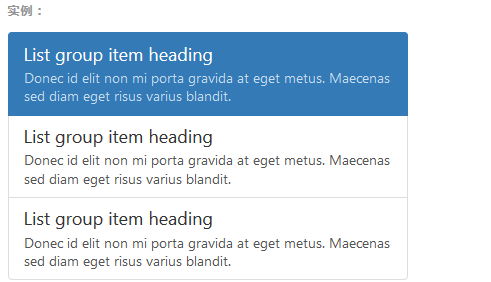 实例：
List group item heading
Donec id elit non mi porta gravida at eget metus. Maecenas
sed diam eget risus varius blandit.
List group item heading
Donec id elit non mi porta gravida at eget metus. Maecenas
sed diam eget risus varius blandit.
List group item heading
Donec id elit non mi porta gravida at eget metus. Maecenas
sed diam eget risus varius blandit.